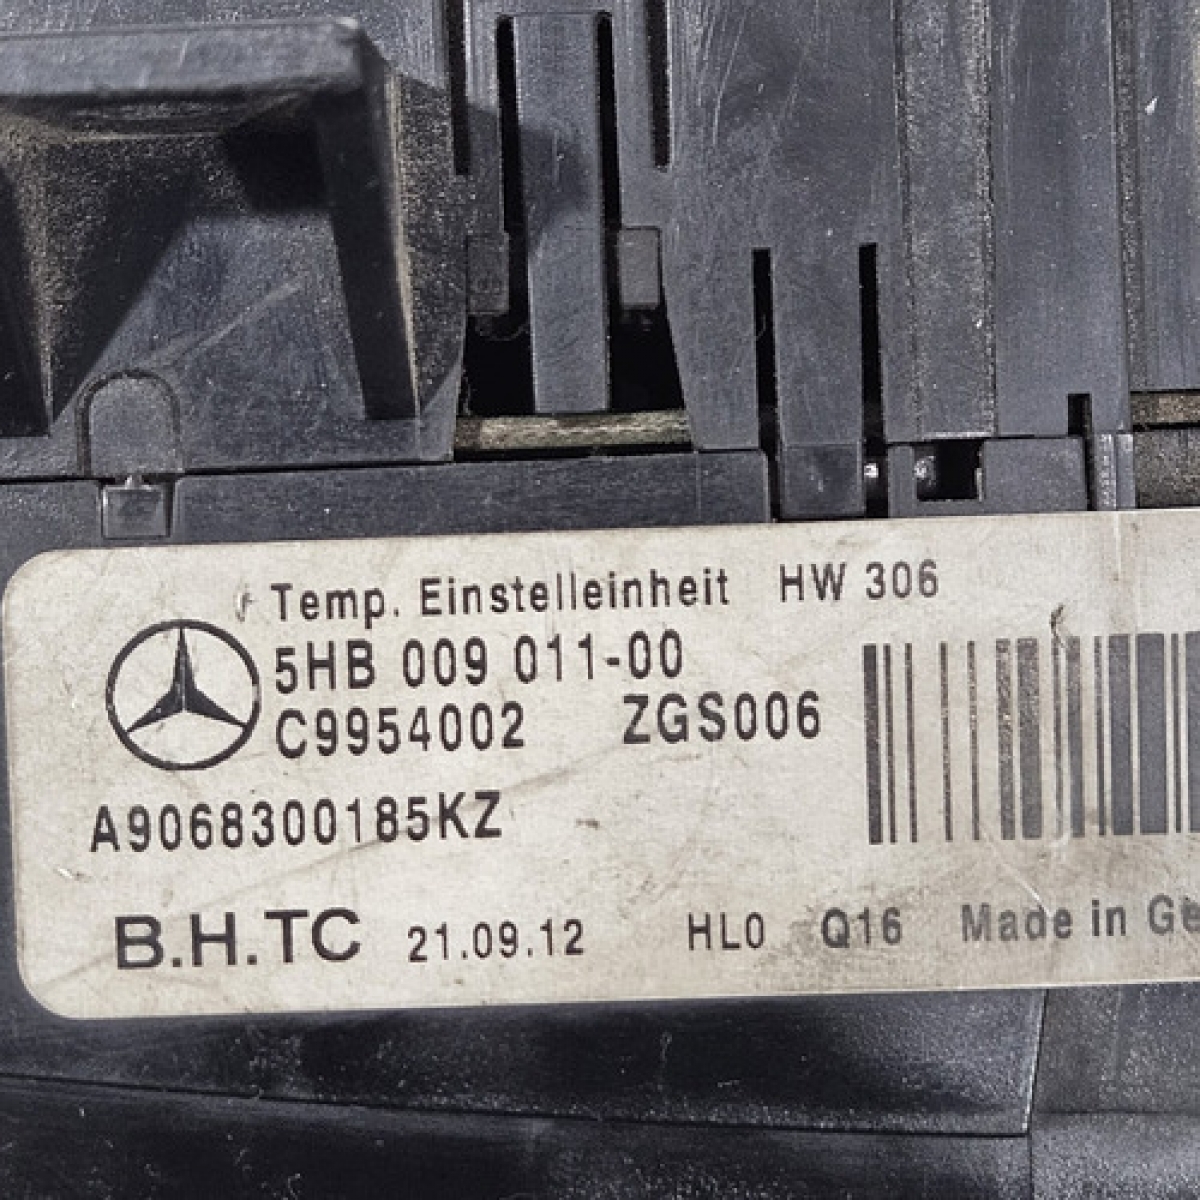 Temp. Einstelleinheit HW 306
5HB 009 011-00
C9954002 ZGS006
A9068300185KZ
B.H.TC 21.09.12 HL0 Q16 Made in Ge